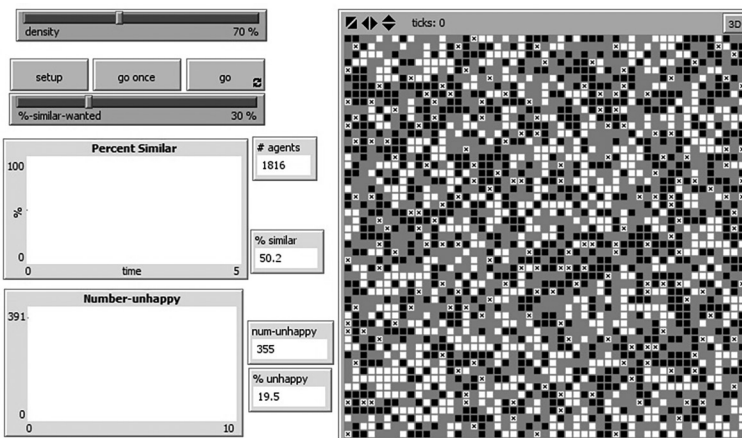 density 70 %
setup go once go
%-similar-wanted 30 %
Percent Similar
100
%
0
0 time 5
# agents
1816
% similar
50.2
Number-unhappy
391
0
0 10
num-unhappy
355
% unhappy
19.5
ticks: 0
3D